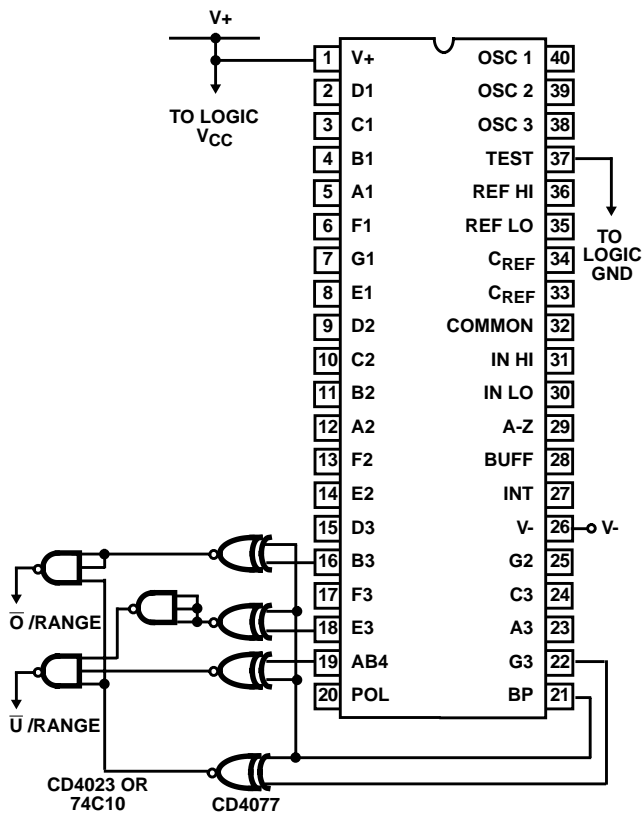 V+
TO LOGIC
VCC
1 V+
2 D1
3 C1
4 B1
5 A1
6 F1
7 G1
8 E1
9 D2
10 C2
11 B2
12 A2
13 F2
14 E2
15 D3
16 B3
17 F3
18 E3
19 AB4
20 POL
OSC 1 40
OSC 2 39
OSC 3 38
TEST 37
REF HI 36
REF LO 35
CREF 34
CREF 33
COMMON 32
IN HI 31
IN LO 30
A-Z 29
BUFF 28
INT 27
V- 26 V-
G2 25
C3 24
A3 23
G3 22
BP 21
TO
LOGIC
GND
O̅ /RANGE
U̅ /RANGE
CD4023 OR
74C10
CD4077